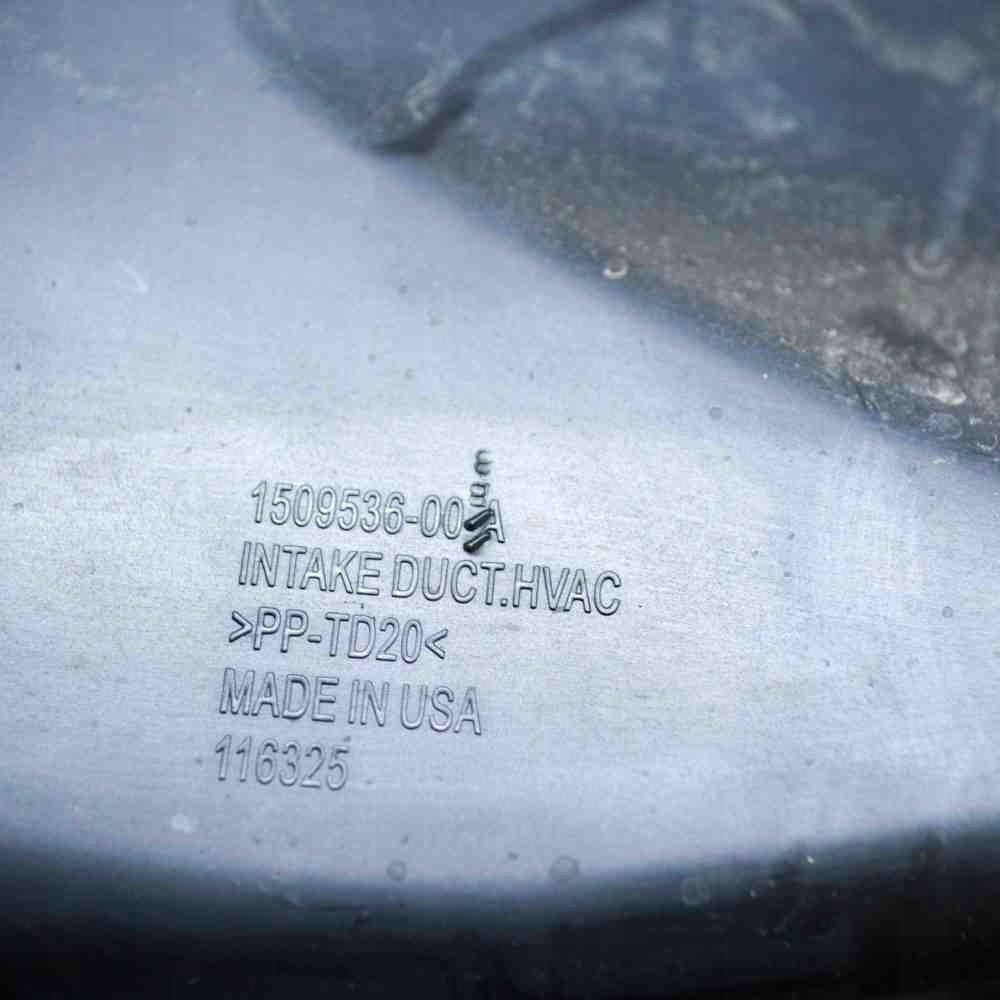 1509536-00-A
INTAKE DUCT.HVAC
>PP-TD20<
MADE IN USA
116325